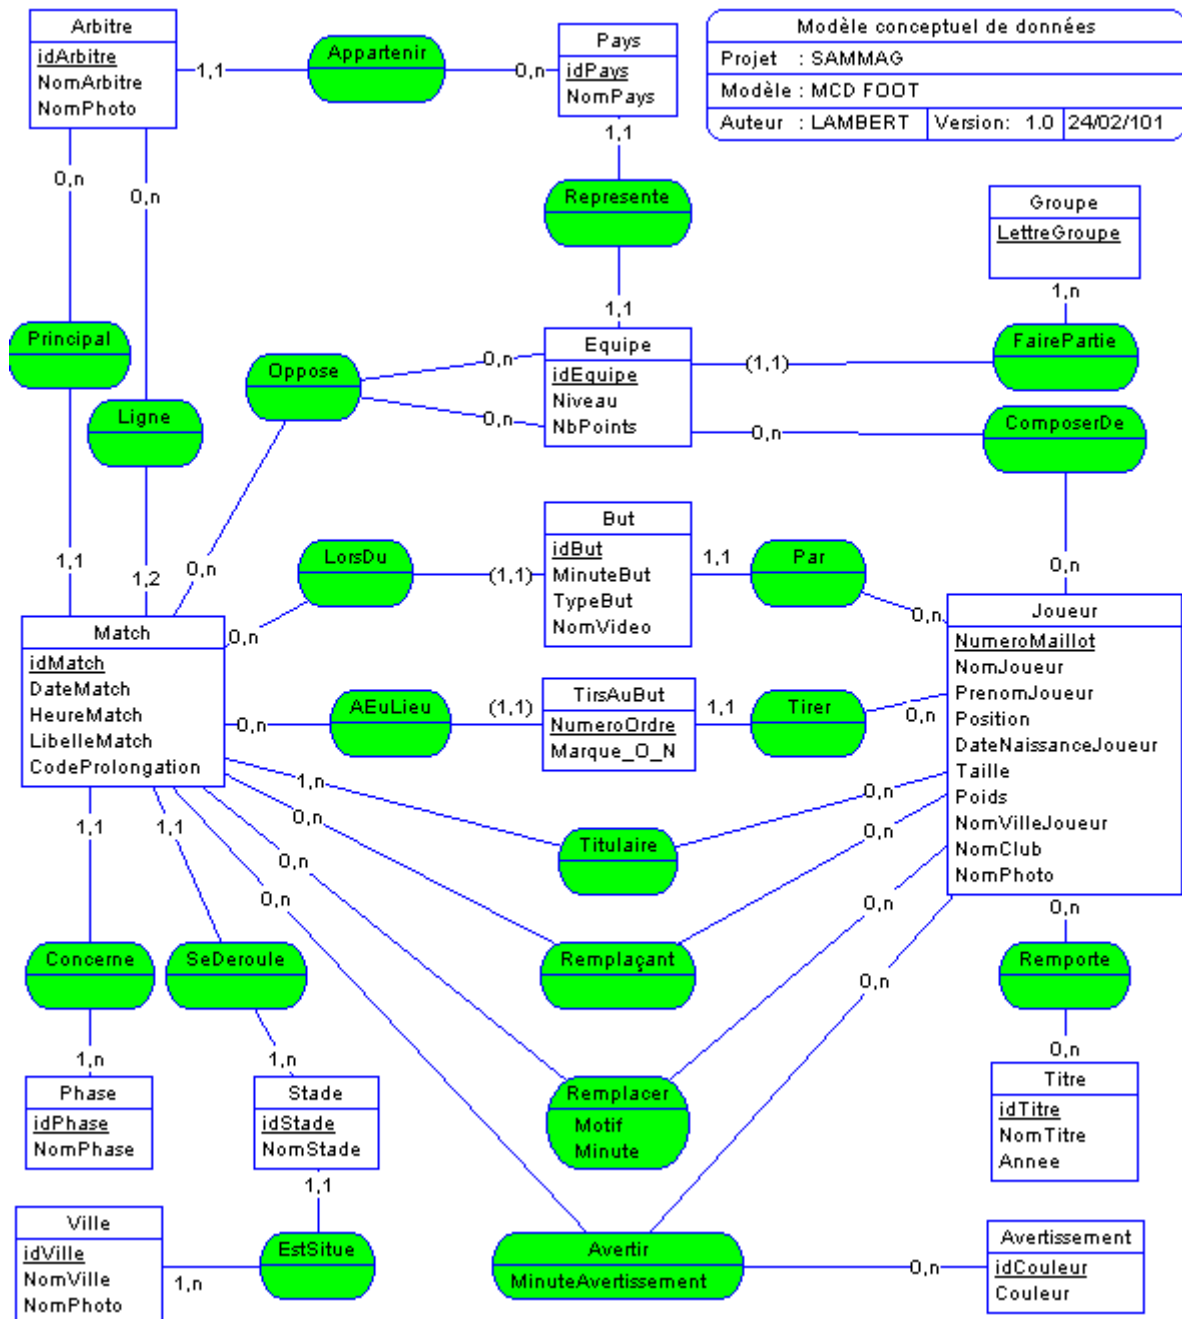 Modèle conceptuel de données
Projet : SAMMAG
Modèle : MCD FOOT
Auteur : LAMBERT Version: 1.0 24/02/101
Arbitre
idArbitre
NomArbitre
NomPhoto
1,1
Appartenir
0,n
Pays
idPays
NomPays
1,1
Represente
1,1
0,n
0,n
Principal
Ligne
1,1
1,2
Groupe
LettreGroupe
1,n
FairePartie
(1,1)
Equipe
idEquipe
Niveau
NbPoints
0,n
0,n
Oppose
0,n
0,n
ComposerDe
0,n
But
idBut
MinuteBut
TypeBut
NomVideo
LorsDu
(1,1)
0,n
1,1
Par
0,n
Match
idMatch
DateMatch
HeureMatch
LibelleMatch
CodeProlongation
Joueur
NumeroMaillot
NomJoueur
PrenomJoueur
Position
DateNaissanceJoueur
Taille
Poids
NomVilleJoueur
NomClub
NomPhoto
0,n
AEuLieu
(1,1)
TirsAuBut
NumeroOrdre
Marque_O_N
1,1
Tirer
0,n
1,n
Titulaire
0,n
0,n
Remplaçant
0,n
0,n
Remplacer
Motif
Minute
0,n
0,n
Avertir
MinuteAvertissement
0,n
0,n
Avertissement
idCouleur
Couleur
1,1
Concerne
1,n
Phase
idPhase
NomPhase
1,1
SeDeroule
1,n
Stade
idStade
NomStade
1,1
EstSitue
1,n
Ville
idVille
NomVille
NomPhoto
0,n
Remporte
0,n
Titre
idTitre
NomTitre
Annee